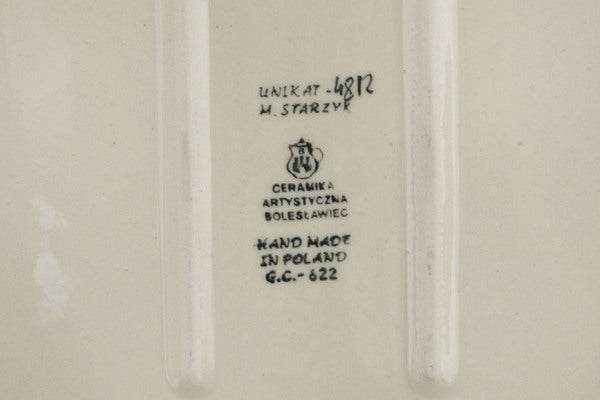 UNIKAT -4812
M. STARZYK
CERAMIKA
ARTYSTYCZNA
BOLESŁAWIEC
HAND MADE
IN POLAND
G.C.-622